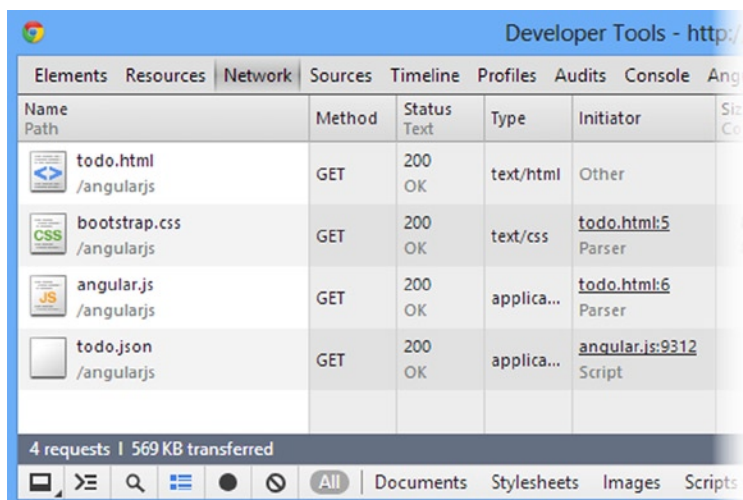 Developer Tools - http:/
Elements Resources Network Sources Timeline Profiles Audits Console Ang
Name Method Status Type Initiator Siz
Path Text Co
todo.html GET 200 text/html Other
/angularjs OK
bootstrap.css GET 200 text/css todo.html:5
/angularjs OK Parser
angular.js GET 200 applica... todo.html:6
/angularjs OK Parser
todo.json GET 200 applica... angular.js:9312
/angularjs OK Script
4 requests | 569 KB transferred
All Documents Stylesheets Images Scripts